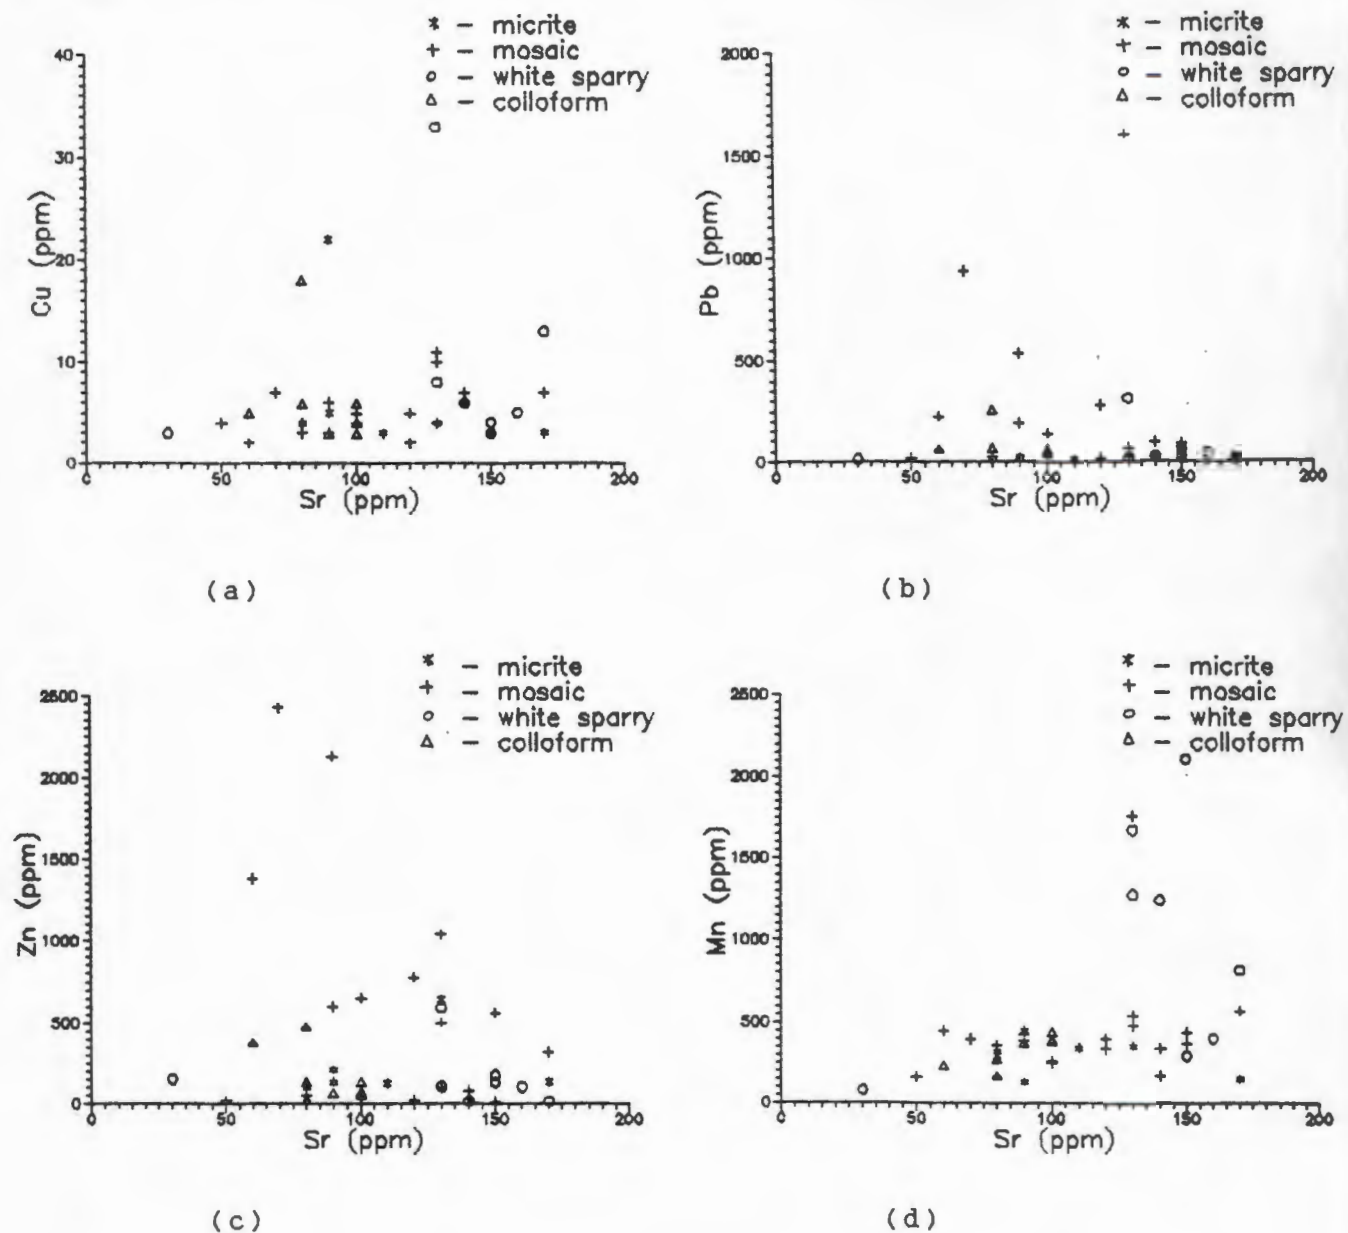 * – micrite
+ – mosaic
o – white sparry
△ – colloform
40
30
20
10
0
Cu (ppm)
0 50 100 150 200
Sr (ppm)
(a)
* – micrite
+ – mosaic
o – white sparry
△ – colloform
2000
1500
1000
500
0
Pb (ppm)
0 50 100 150 200
Sr (ppm)
(b)
* – micrite
+ – mosaic
o – white sparry
△ – colloform
2500
2000
1500
1000
500
0
Zn (ppm)
0 50 100 150 200
Sr (ppm)
(c)
* – micrite
+ – mosaic
o – white sparry
△ – colloform
2500
2000
1500
1000
500
0
Mn (ppm)
0 50 100 150 200
Sr (ppm)
(d)